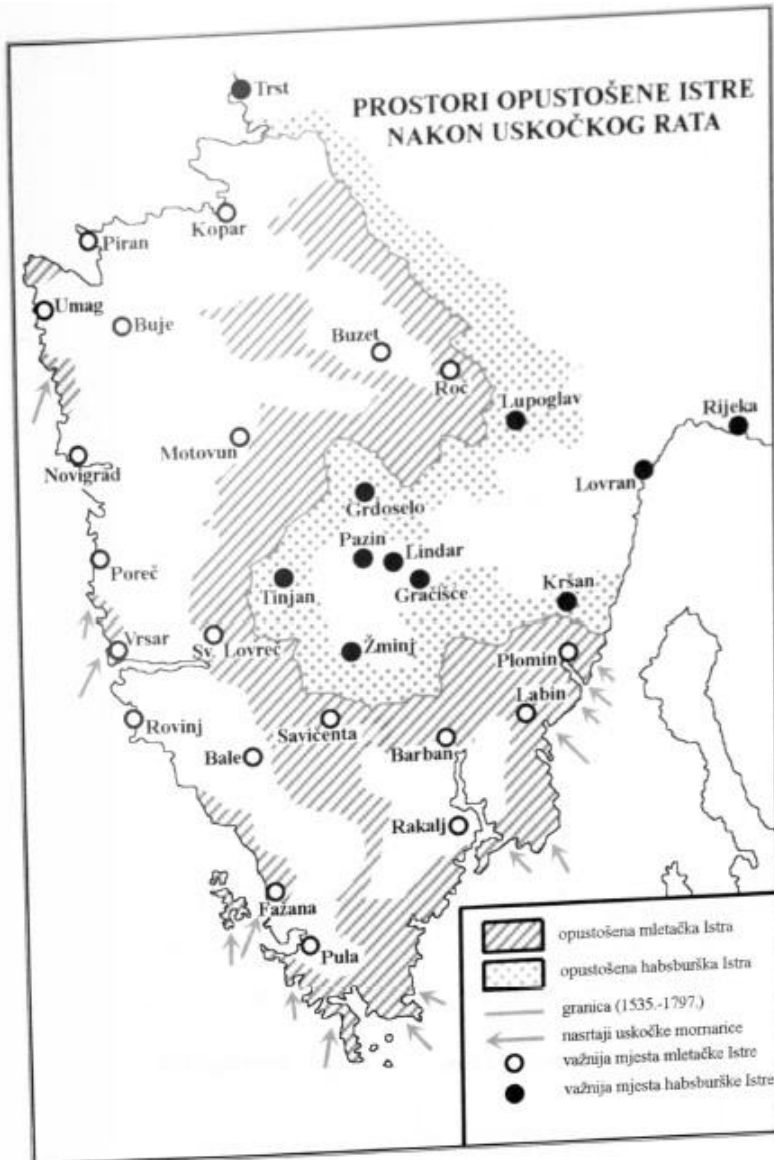 Trst
PROSTORI OPUSTOŠENE ISTRE
NAKON USKOČKOG RATA
Kopar
Piran
Umag
Buje
Buzet
Roč
Lupoglav
Rijeka
Motovun
Novigrad
Lovran
Grdoselo
Pazin
Lindar
Poreč
Tinjan
Gračišće
Kršan
Vrsar
Sv. Lovreč
Žminj
Plomin
Labin
Rovinj
Savičenta
Bale
Barban
Rakalj
Fažana
Pula
opustošena mletačka Istra
opustošena habsburška Istra
granica (1535.-1797.)
nasrtaji uskočke mornarice
važnija mjesta mletačke Istre
važnija mjesta habsburške Istre